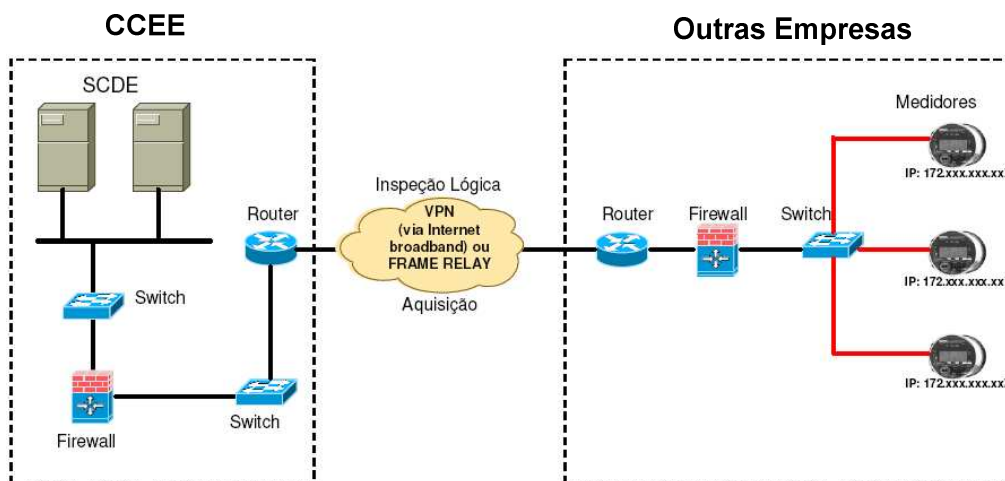 CCEE
SCDE
Router
Switch
Switch
Firewall
Inspeção Lógica
VPN
(via Internet
broadband) ou
FRAME RELAY
Aquisição
Outras Empresas
Medidores
Router
Firewall
Switch
IP: 172.xxx.xxx.xx
IP: 172.xxx.xxx.xx
IP: 172.xxx.xxx.xx